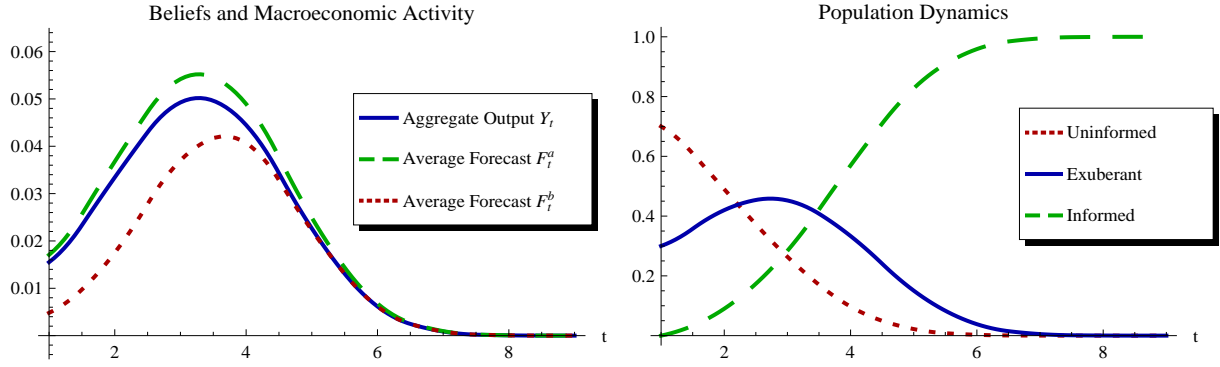 Beliefs and Macroeconomic Activity
0.06
0.05
0.04
0.03
0.02
0.01
2
4
6
8
t
Aggregate Output Y_t
Average Forecast F_t^a
Average Forecast F_t^b
Population Dynamics
1.0
0.8
0.6
0.4
0.2
2
4
6
8
t
Uninformed
Exuberant
Informed